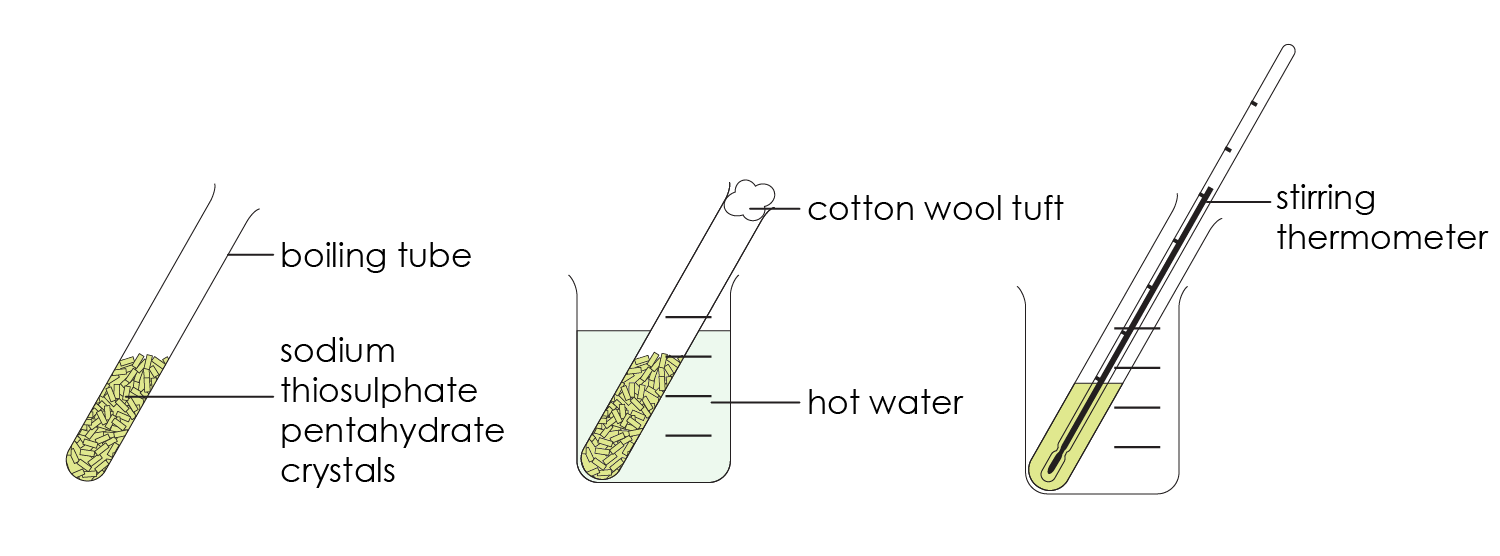 boiling tube
sodium
thiosulphate
pentahydrate
crystals
cotton wool tuft
hot water
stirring
thermometer